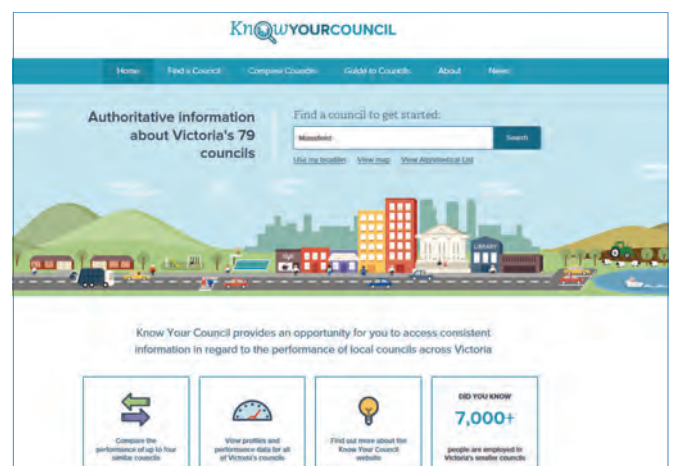 KnowYOURCOUNCIL
Home Find a Council Compare Councils Guide to Councils About News
Authoritative information
about Victoria's 79
councils
Find a council to get started:
Mansfield Search
Use my location View map View Alphabetical List
LIBRARY
Know Your Council provides an opportunity for you to access consistent
information in regard to the performance of local councils across Victoria
Compare the
performance of up to four
similar councils
View profiles and
performance data for all
of Victoria's councils
Find out more about the
Know Your Council
website
DID YOU KNOW
7,000+
people are employed in
Victoria's smaller councils